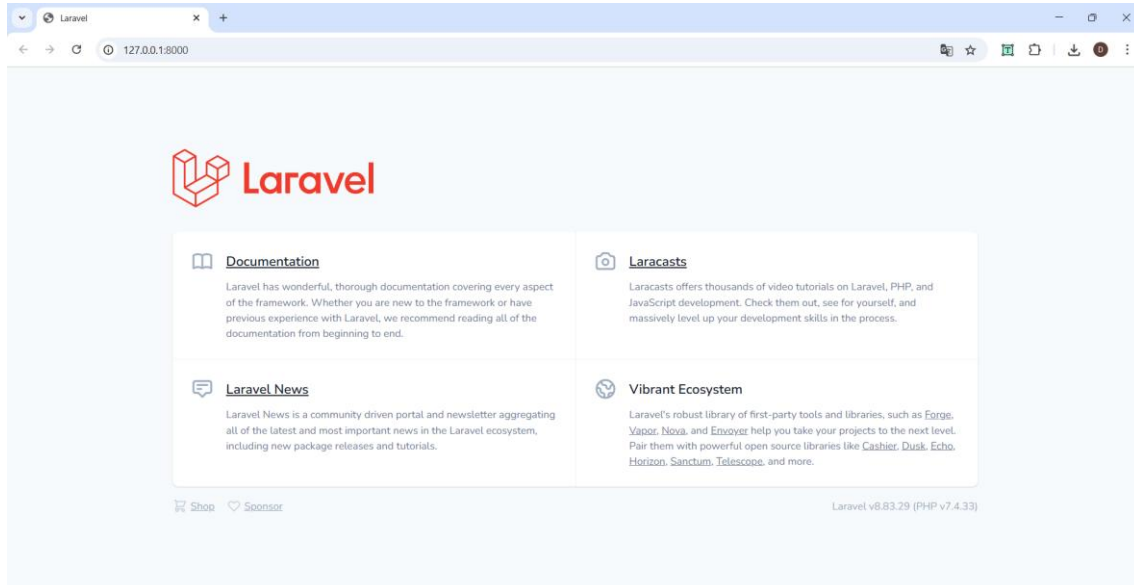 Laravel
127.0.0.1:8000
D
Laravel
Documentation
Laravel has wonderful, thorough documentation covering every aspect
of the framework. Whether you are new to the framework or have
previous experience with Laravel, we recommend reading all of the
documentation from beginning to end.
Laracasts
Laracasts offers thousands of video tutorials on Laravel, PHP, and
JavaScript development. Check them out, see for yourself, and
massively level up your development skills in the process.
Laravel News
Laravel News is a community driven portal and newsletter aggregating
all of the latest and most important news in the Laravel ecosystem,
including new package releases and tutorials.
Vibrant Ecosystem
Laravel's robust library of first-party tools and libraries, such as Forge,
Vapor, Nova, and Envoyer help you take your projects to the next level.
Pair them with powerful open source libraries like Cashier, Dusk, Echo,
Horizon, Sanctum, Telescope, and more.
Shop Sponsor
Laravel v8.83.29 (PHP v7.4.33)